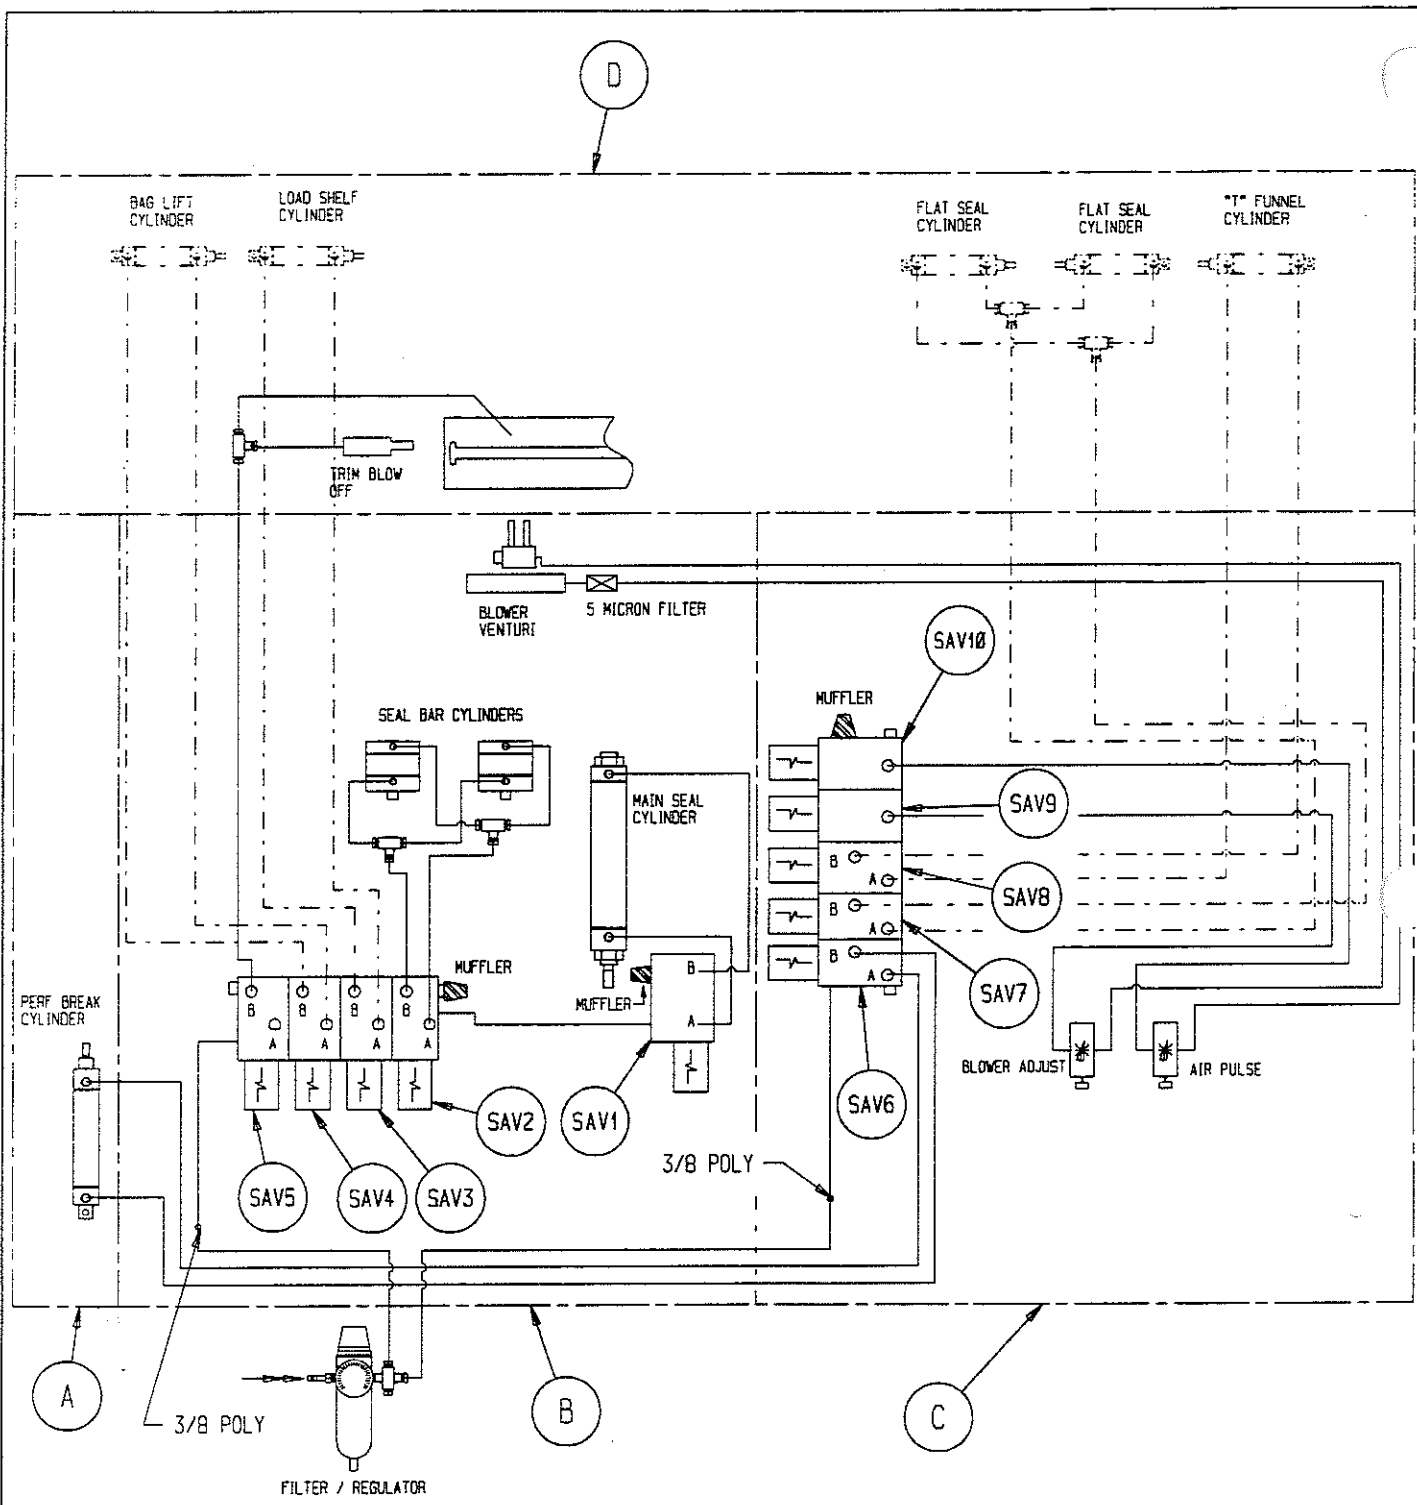 D
BAG LIFT
CYLINDER
LOAD SHELF
CYLINDER
FLAT SEAL
CYLINDER
FLAT SEAL
CYLINDER
"T" FUNNEL
CYLINDER
TRIM BLOW
OFF
BLOWER
VENTURI
5 MICRON FILTER
SAV10
MUFFLER
SEAL BAR CYLINDERS
MAIN SEAL
CYLINDER
SAV9
B
A
SAV8
B
A
SAV7
B
A
MUFFLER
MUFFLER
B
A
PERF BREAK
CYLINDER
B
A
B
A
B
A
B
A
BLOWER ADJUST
AIR PULSE
SAV6
SAV2
SAV1
3/8 POLY
SAV5
SAV4
SAV3
A
B
C
3/8 POLY
FILTER / REGULATOR